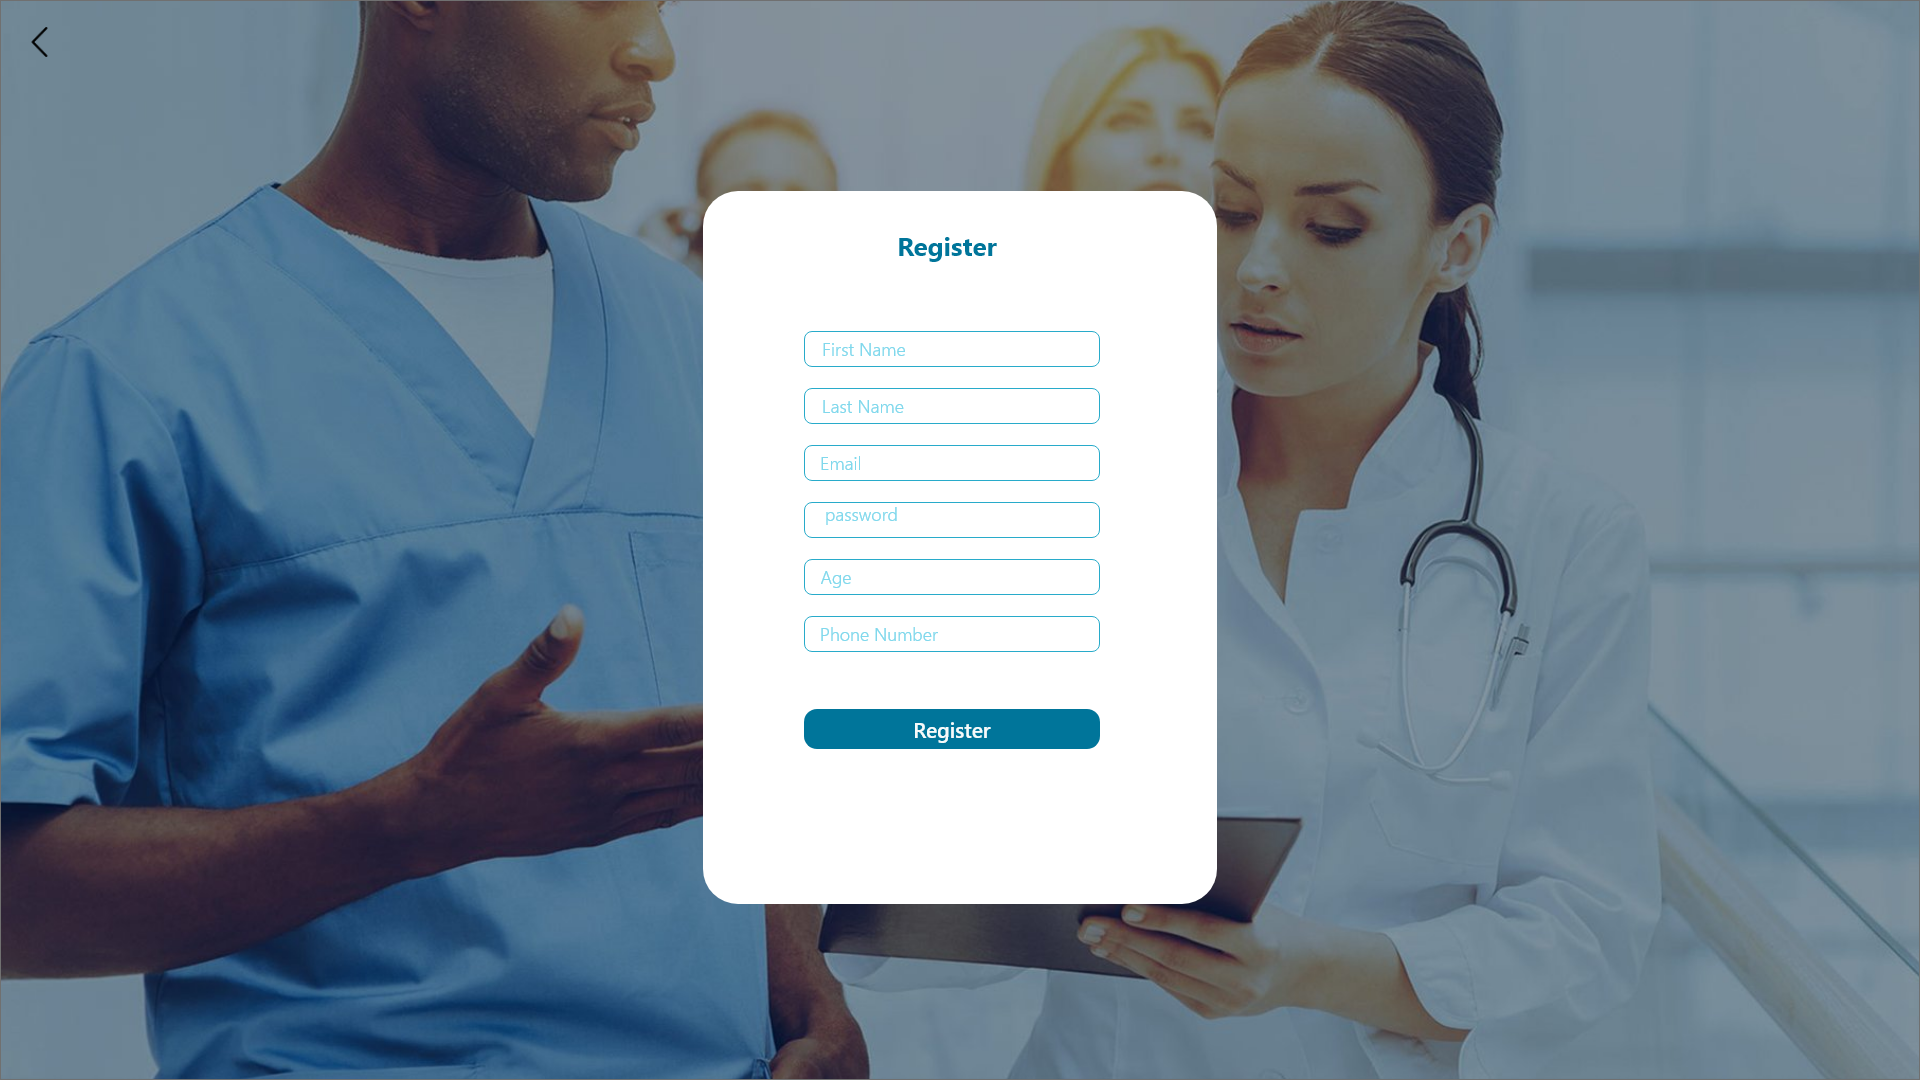 Register
First Name
Last Name
Email
password
Age
Phone Number
Register